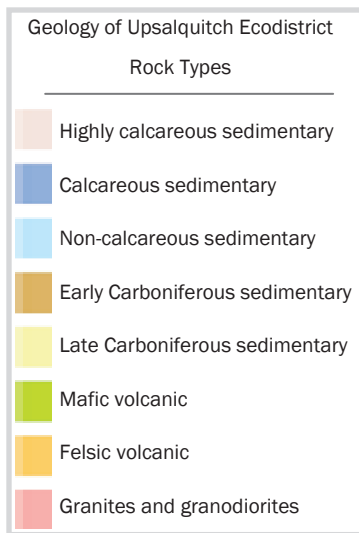 Geology of Upsalquitch Ecodistrict
Rock Types
Highly calcareous sedimentary
Calcareous sedimentary
Non-calcareous sedimentary
Early Carboniferous sedimentary
Late Carboniferous sedimentary
Mafic volcanic
Felsic volcanic
Granites and granodiorites